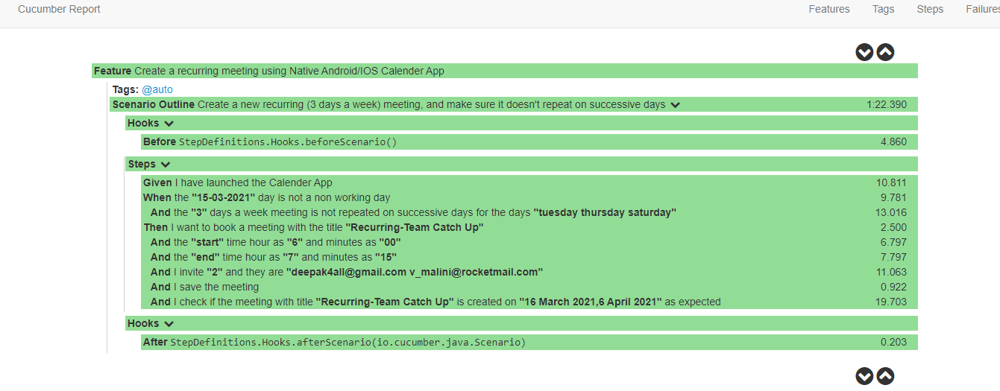 Cucumber Report Features Tags Steps Failures
Feature Create a recurring meeting using Native Android/IOS Calender App
Tags: @auto
Scenario Outline Create a new recurring (3 days a week) meeting, and make sure it doesn't repeat on successive days 1:22.390
Hooks
Before StepDefinitions.Hooks.beforeScenario() 4.860
Steps
Given I have launched the Calender App 10.811
When the "15-03-2021" day is not a non working day 9.781
And the "3" days a week meeting is not repeated on successive days for the days "tuesday thursday saturday" 13.016
Then I want to book a meeting with the title "Recurring-Team Catch Up" 2.500
And the "start" time hour as "6" and minutes as "00" 6.797
And the "end" time hour as "7" and minutes as "15" 7.797
And I invite "2" and they are "deepak4all@gmail.com v_malini@rocketmail.com" 11.063
And I save the meeting 0.922
And I check if the meeting with title "Recurring-Team Catch Up" is created on "16 March 2021,6 April 2021" as expected 19.703
Hooks
After StepDefinitions.Hooks.afterScenario(io.cucumber.java.Scenario) 0.203